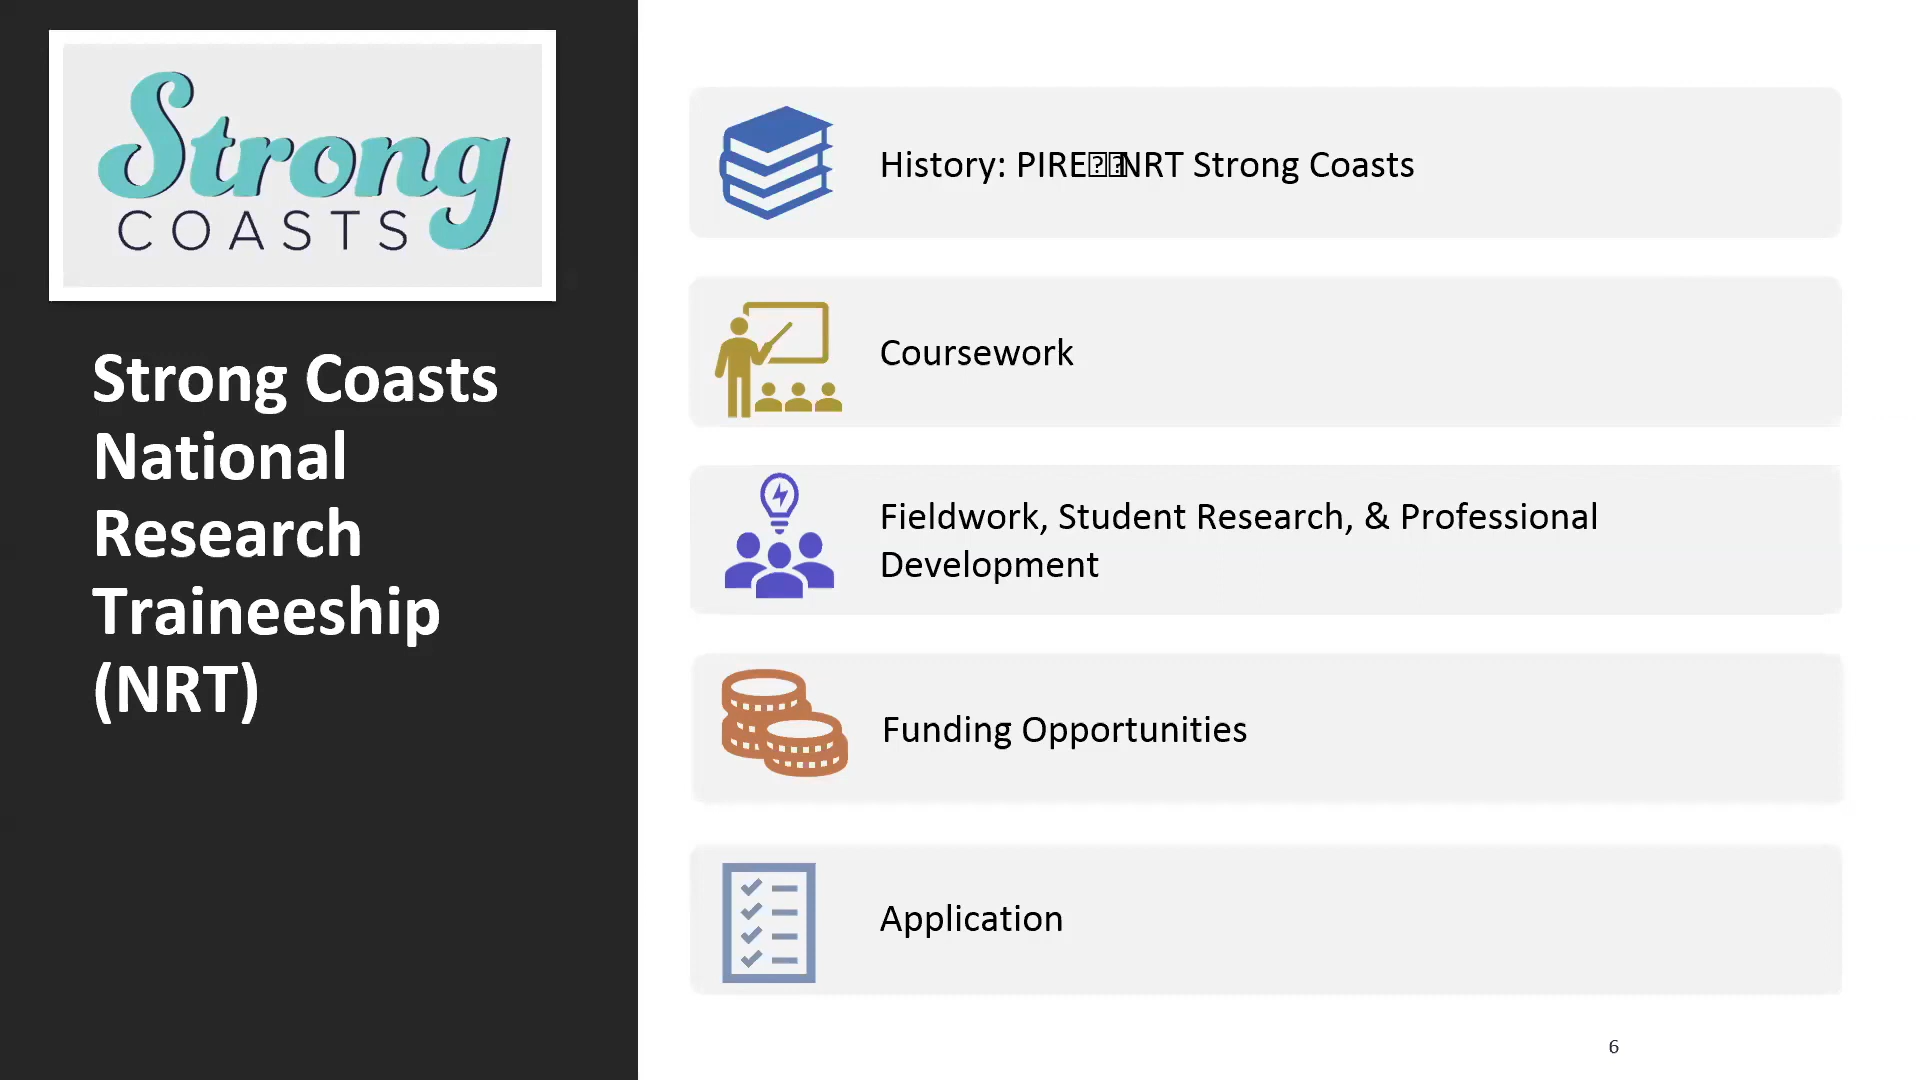 Strong
COASTS
Strong Coasts
National
Research
Traineeship
(NRT)
History: PIRE⍰⍰NRT Strong Coasts
Coursework
Fieldwork, Student Research, & Professional
Development
Funding Opportunities
Application
6